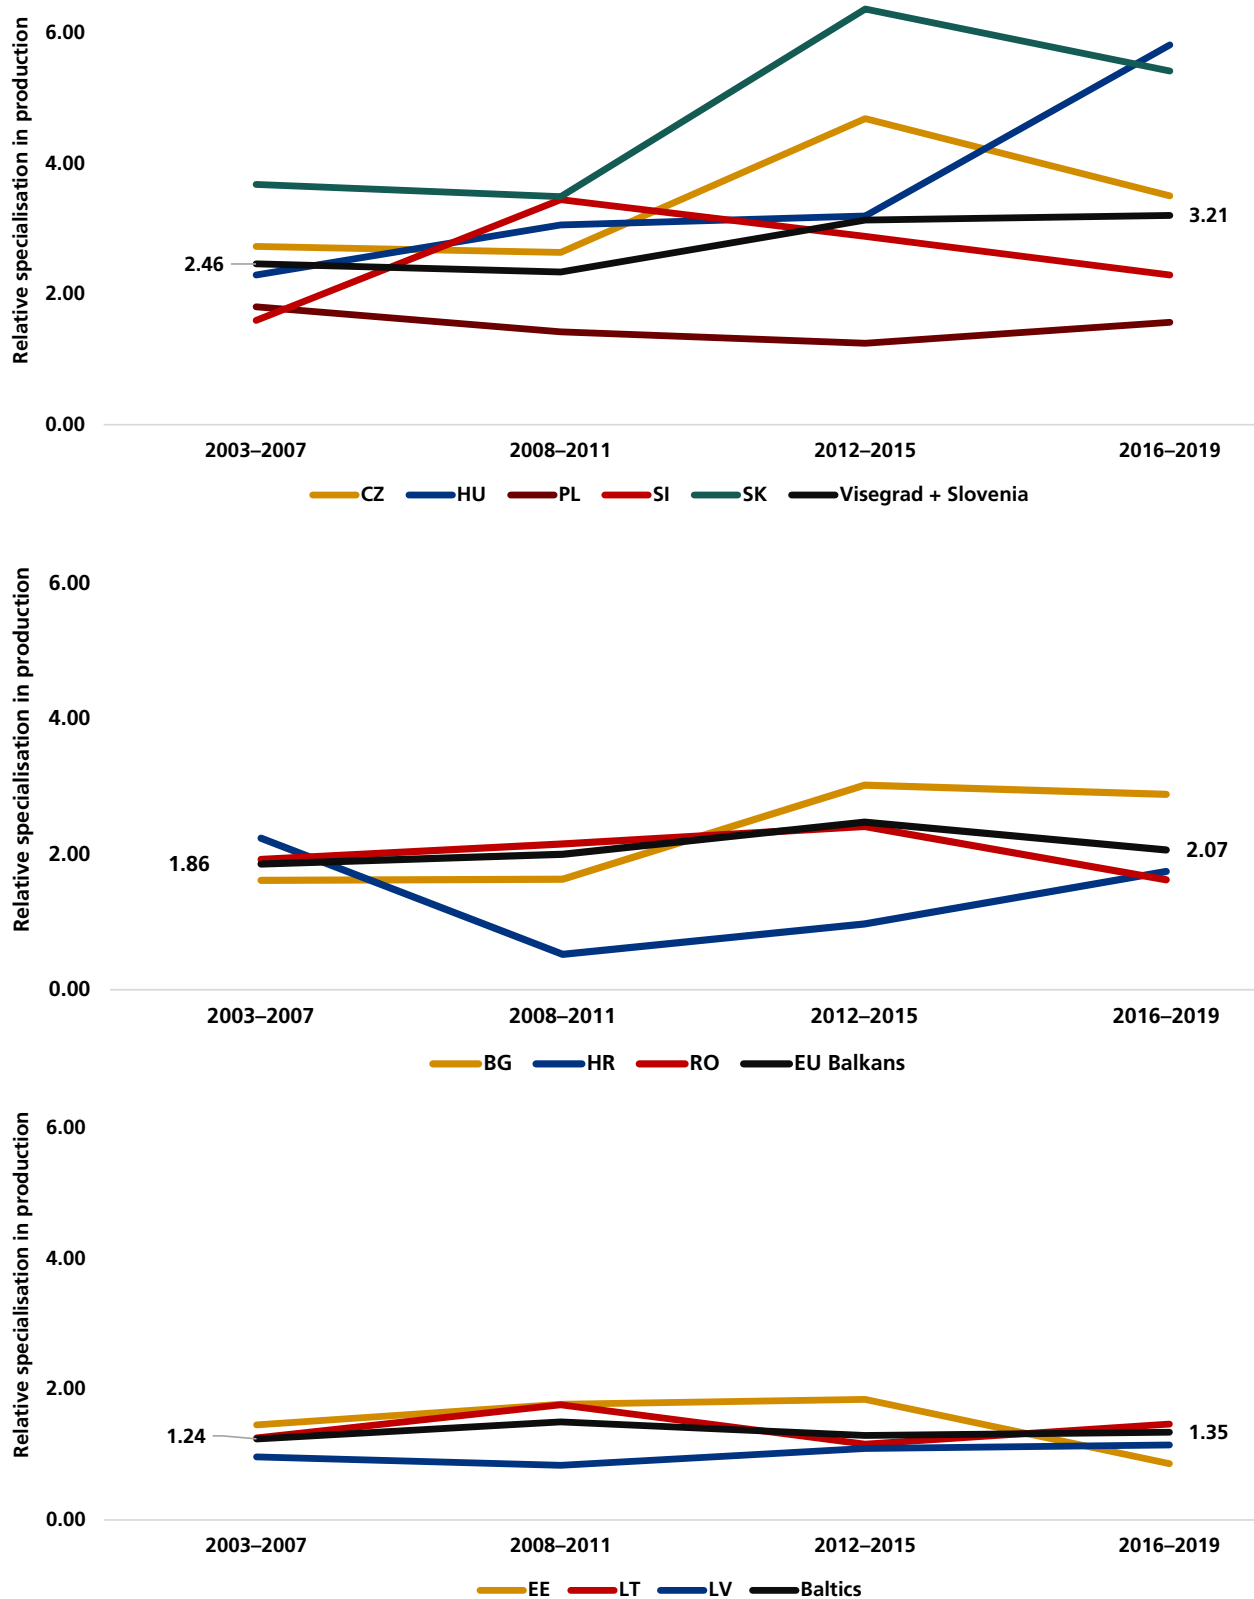 Relative specialisation in production
6.00
4.00
2.00
0.00
2.46
3.21
2003–2007 2008–2011 2012–2015 2016–2019
CZ HU PL SI SK Visegrad + Slovenia
Relative specialisation in production
6.00
4.00
2.00
0.00
1.86
2.07
2003–2007 2008–2011 2012–2015 2016–2019
BG HR RO EU Balkans
Relative specialisation in production
6.00
4.00
2.00
0.00
1.24
1.35
2003–2007 2008–2011 2012–2015 2016–2019
EE LT LV Baltics